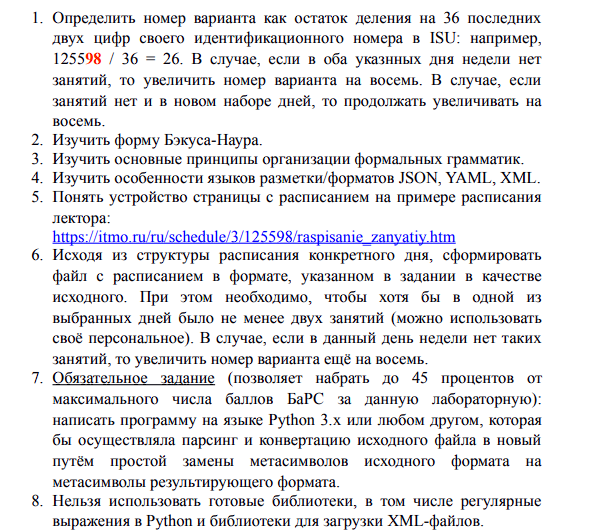 1. Определить номер варианта как остаток деления на 36 последних
двух цифр своего идентификационного номера в ISU: например,
125598 / 36 = 26. В случае, если в оба указнных дня недели нет
занятий, то увеличить номер варианта на восемь. В случае, если
занятий нет и в новом наборе дней, то продолжать увеличивать на
восемь.
2. Изучить форму Бэкуса-Наура.
3. Изучить основные принципы организации формальных грамматик.
4. Изучить особенности языков разметки/форматов JSON, YAML, XML.
5. Понять устройство страницы с расписанием на примере расписания
лектора:
https://itmo.ru/ru/schedule/3/125598/raspisanie_zanyatiy.htm
6. Исходя из структуры расписания конкретного дня, сформировать
файл с расписанием в формате, указанном в задании в качестве
исходного. При этом необходимо, чтобы хотя бы в одной из
выбранных дней было не менее двух занятий (можно использовать
своё персональное). В случае, если в данный день недели нет таких
занятий, то увеличить номер варианта ещё на восемь.
7. Обязательное задание (позволяет набрать до 45 процентов от
максимального числа баллов БаРС за данную лабораторную):
написать программу на языке Python 3.x или любом другом, которая
бы осуществляла парсинг и конвертацию исходного файла в новый
путём простой замены метасимволов исходного формата на
метасимволы результирующего формата.
8. Нельзя использовать готовые библиотеки, в том числе регулярные
выражения в Python и библиотеки для загрузки XML-файлов.